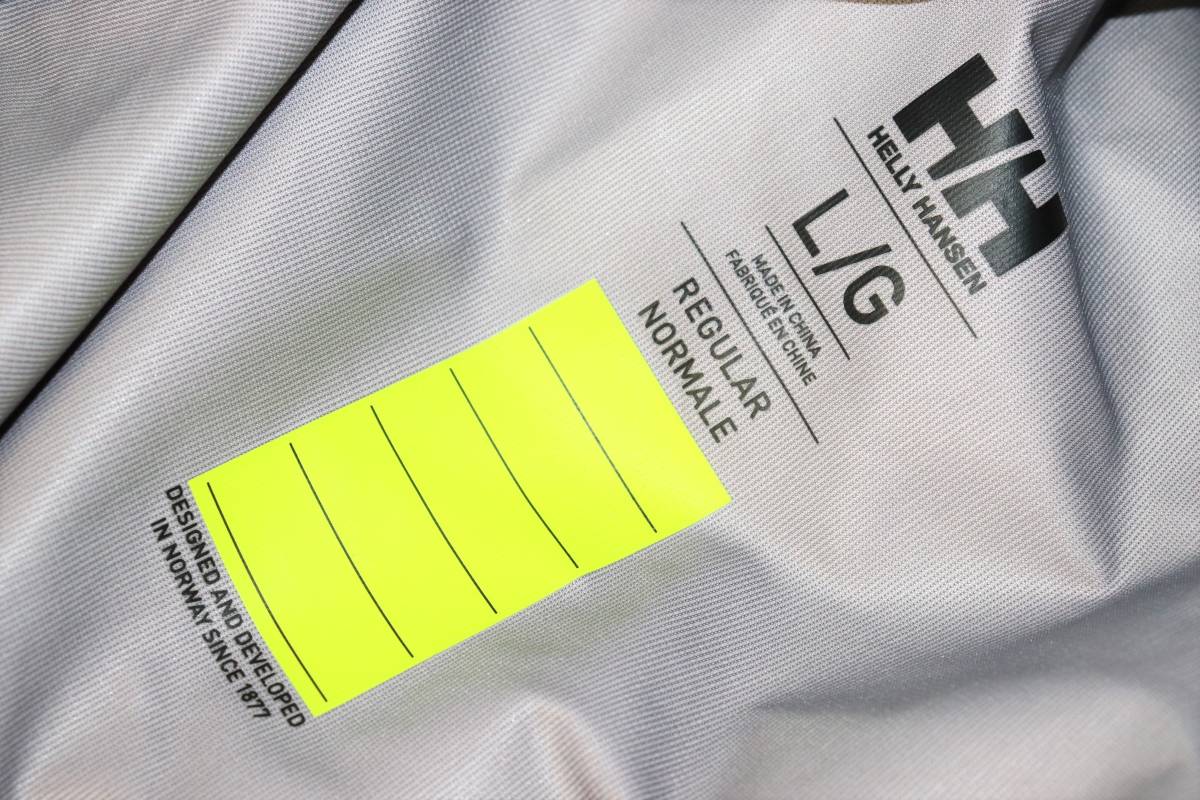 HH
HELLY HANSEN
L/G
MADE IN CHINA
FABRIQUÉ EN CHINE
REGULAR
NORMALE
DESIGNED AND DEVELOPED
IN NORWAY SINCE 1877